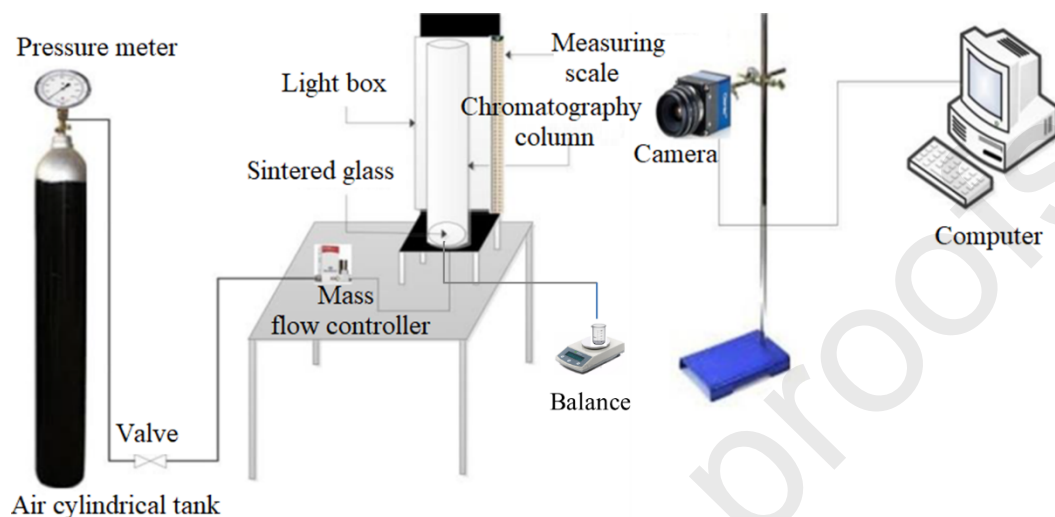 Pressure meter
Light box
Measuring
scale
Chromatography
column
Camera
Sintered glass
Computer
Mass
flow controller
Balance
Valve
Air cylindrical tank
proofs